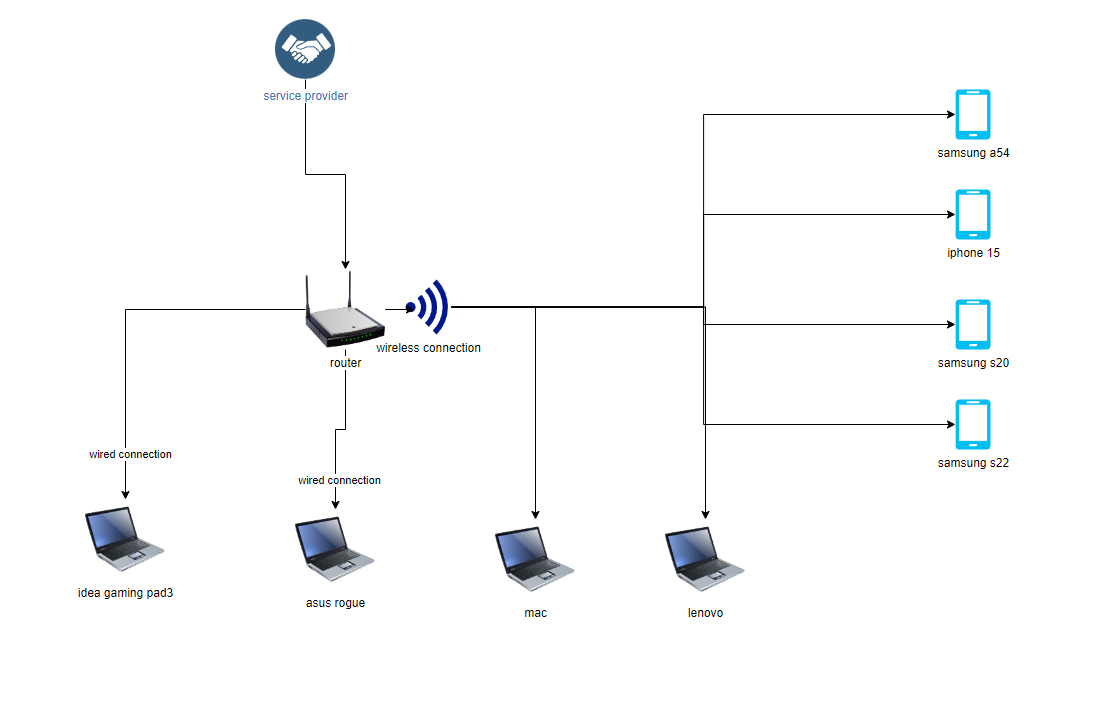 service provider
samsung a54
iphone 15
wireless connection
router
samsung s20
wired connection
samsung s22
wired connection
idea gaming pad3
asus rogue
mac
lenovo